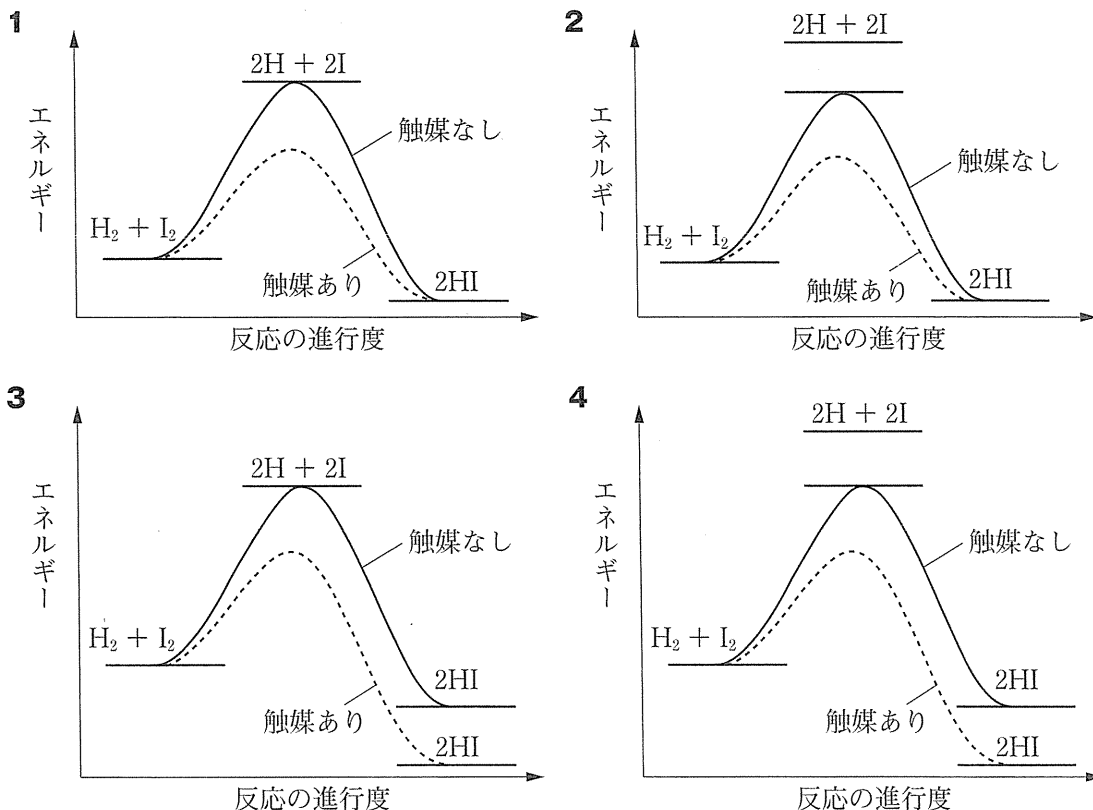 1
2H + 2I
触媒なし
エネルギー
H₂ + I₂
触媒あり
2HI
反応の進行度
2
2H + 2I
触媒なし
エネルギー
H₂ + I₂
触媒あり
2HI
反応の進行度
3
2H + 2I
触媒なし
エネルギー
H₂ + I₂
2HI
触媒あり
2HI
反応の進行度
4
2H + 2I
触媒なし
エネルギー
H₂ + I₂
2HI
触媒あり
2HI
反応の進行度